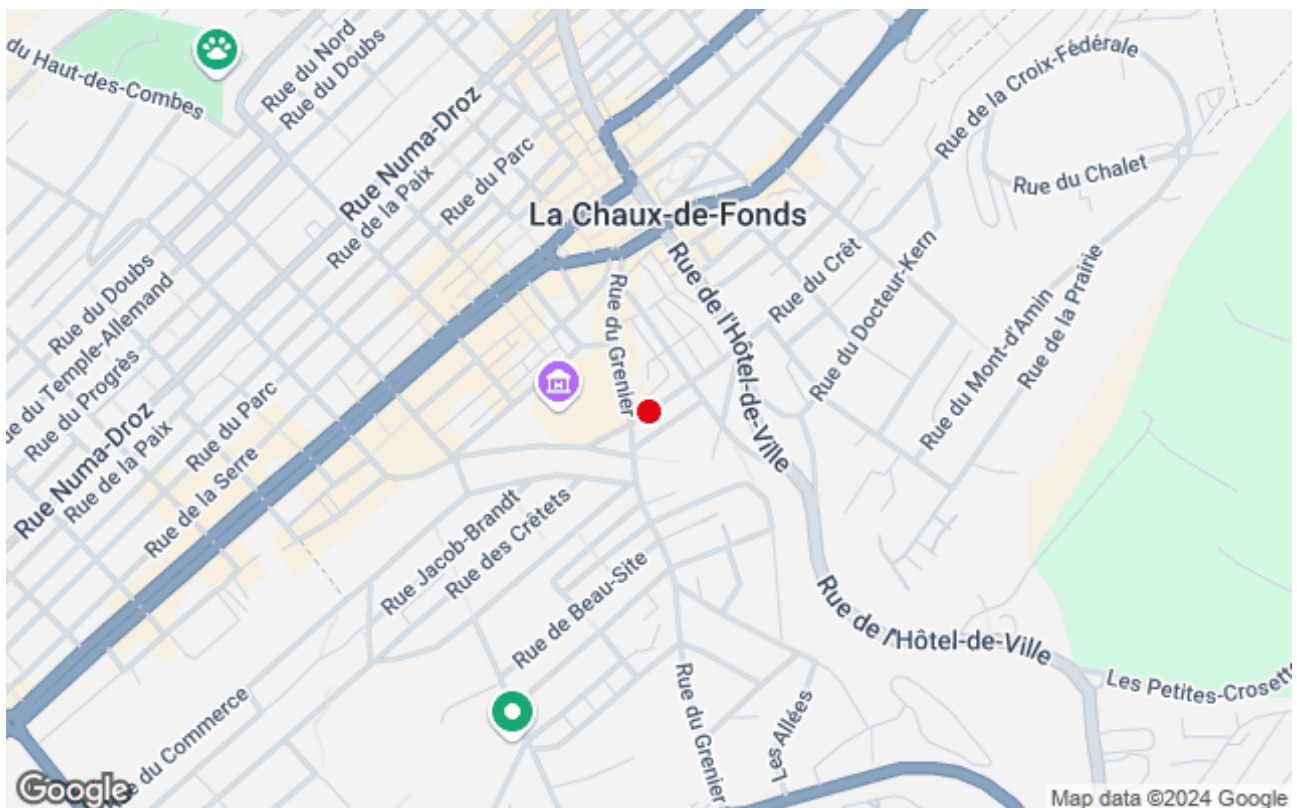 du Haut-des-Combes
Rue du Nord
Rue du Doubs
Rue Numa-Droz
Rue de la Paix
Rue du Parc
La Chaux-de-Fonds
Rue de la Croix-Fédérale
Rue du Chalet
Rue du Doubs
ue du Temple-Allemand
Rue du Progrès
Rue Numa-Droz
Rue de la Paix
Rue du Parc
Rue de la Serre
Rue du Grenier
M
Rue de l'Hôtel-de-Ville
Rue du Crêt
Rue du Docteur-Kern
Rue du Mont-d'Amin
Rue de la Prairie
Rue Jacob-Brandt
Rue des Crêtets
Rue de Beau-Site
Rue de l'Hôtel-de-Ville
Les Petites-Crosett
Rue du Grenier
Les Allées
Rue du Commerce
Google
Map data ©2024 Google